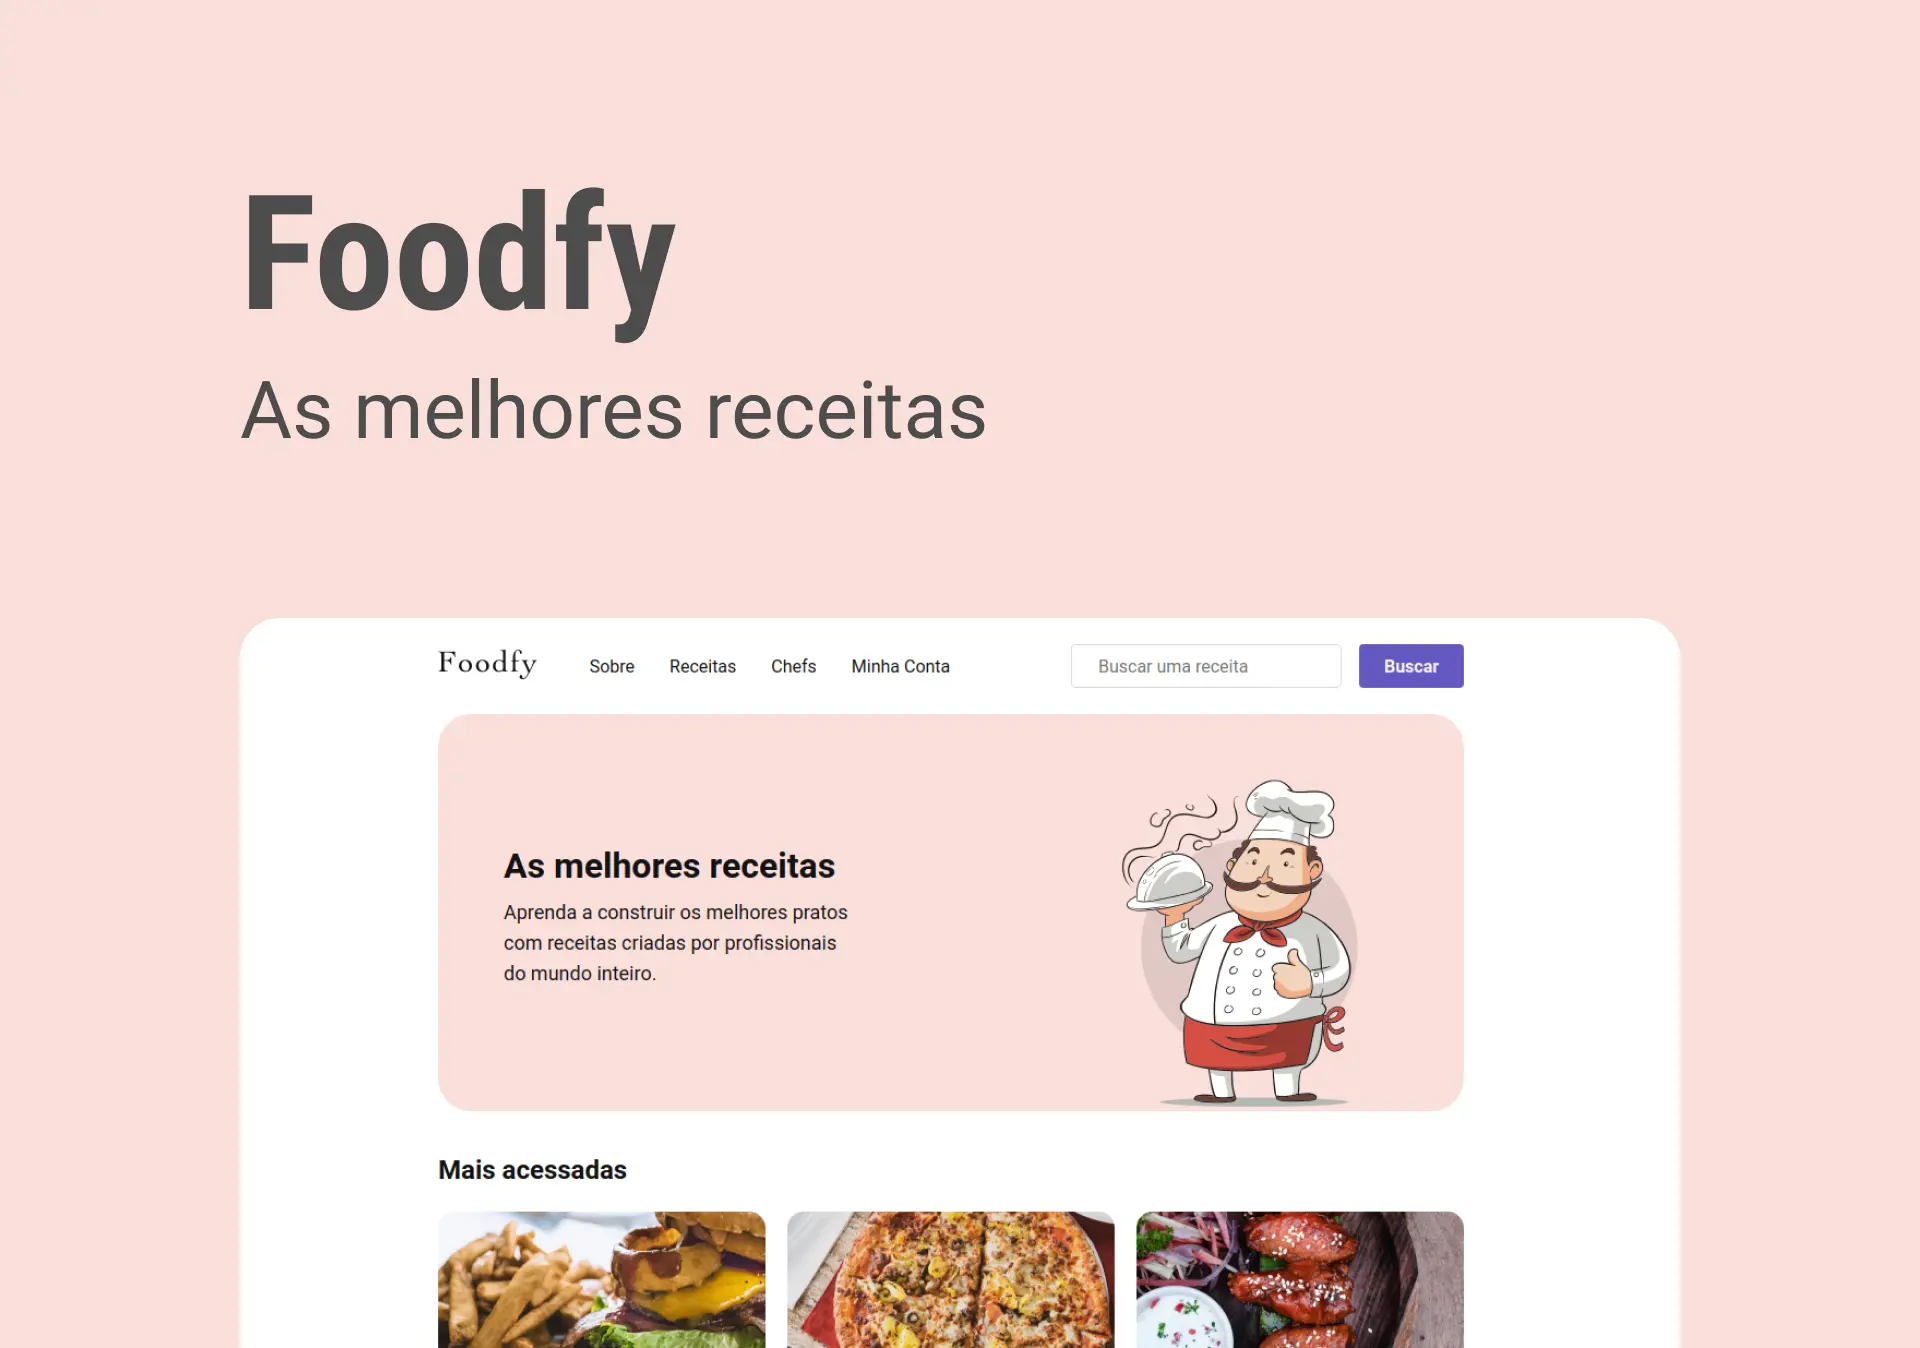 Foodfy
As melhores receitas
Foodfy Sobre Receitas Chefs Minha Conta Buscar uma receita Buscar
As melhores receitas
Aprenda a construir os melhores pratos
com receitas criadas por profissionais
do mundo inteiro.
Mais acessadas